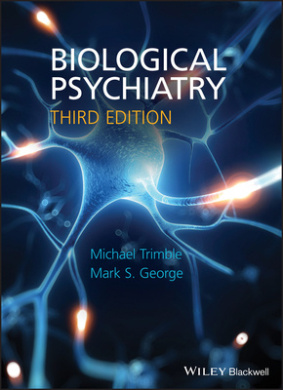 BIOLOGICAL
PSYCHIATRY
THIRD EDITION
Michael Trimble
Mark S. George
WILEY Blackwell